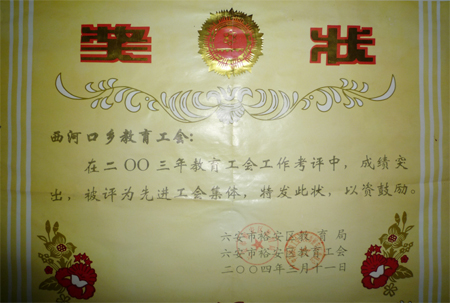 奖 状
西河口乡教育工会:
在二OO三年教育工会工作考评中,成绩突
出,被评为先进工会集体,特发此状,以资鼓励。
六安市裕安区教育局
六安市裕安区教育工会
二〇〇四年三月十一日